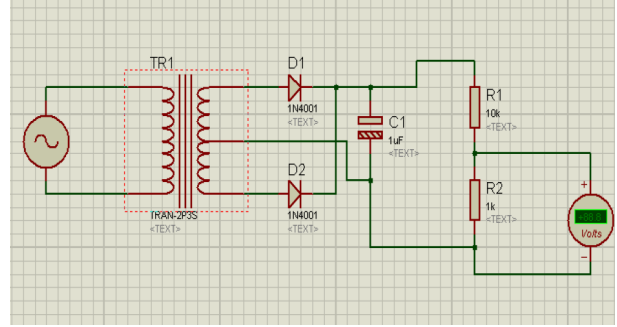 TR1
TRAN-2P3S
<TEXT>
D1
1N4001
<TEXT>
D2
1N4001
<TEXT>
C1
1uF
<TEXT>
R1
10k
<TEXT>
R2
1k
<TEXT>
+
Volts
−